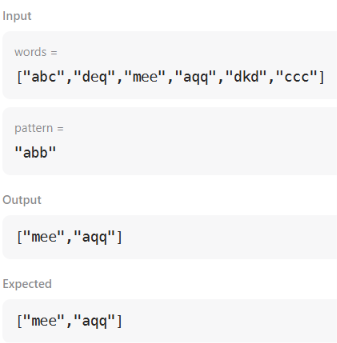 Input
words =
["abc","deq","mee","aqq","dkd","ccc"]
pattern =
"abb"
Output
["mee","aqq"]
Expected
["mee","aqq"]